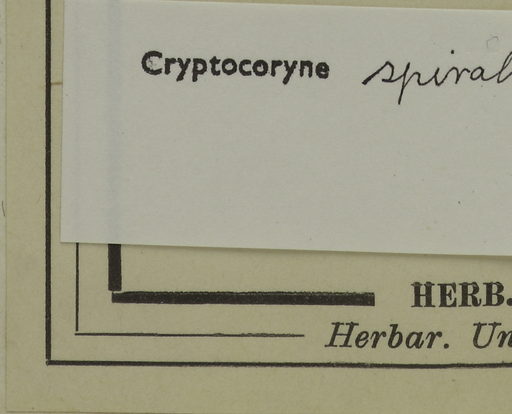 Cryptocoryne spiral
HERB.
Herbar. Un